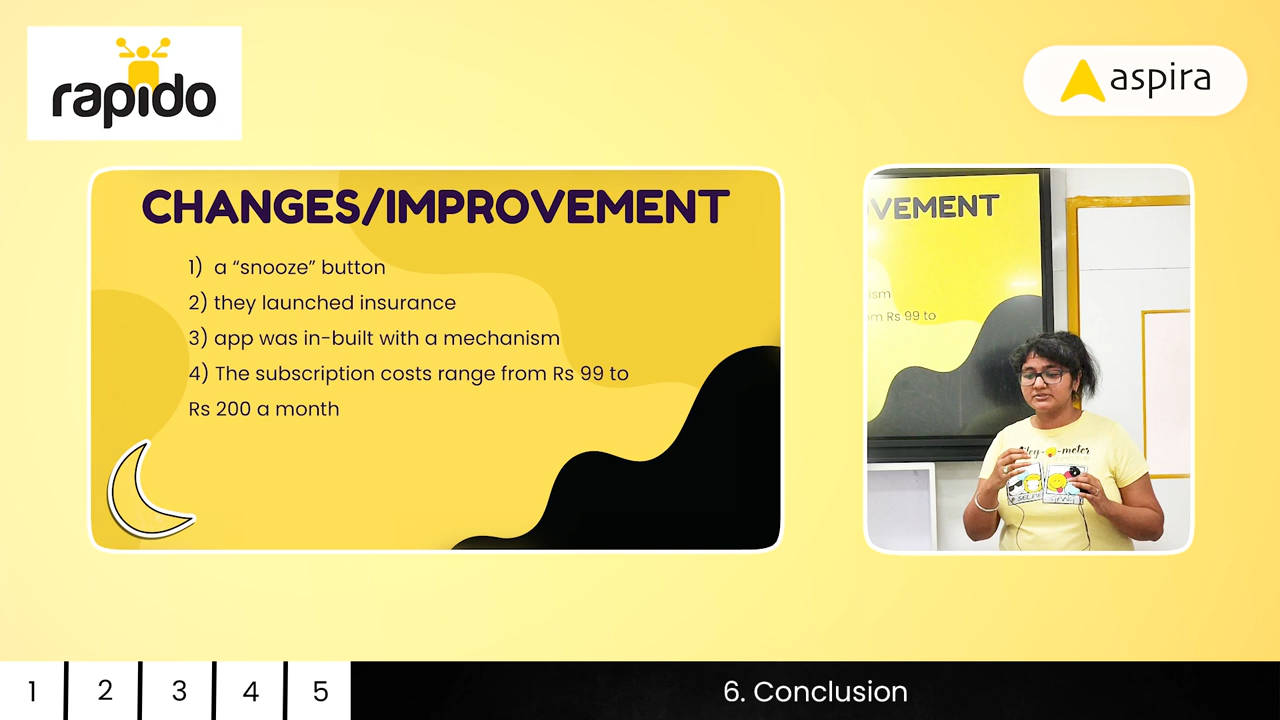 rapido
aspira
CHANGES/IMPROVEMENT
1) a “snooze” button
2) they launched insurance
3) app was in-built with a mechanism
4) The subscription costs range from Rs 99 to
Rs 200 a month
VEMENT
ism
om Rs 99 to
meter
1
2
3
4
5
6. Conclusion